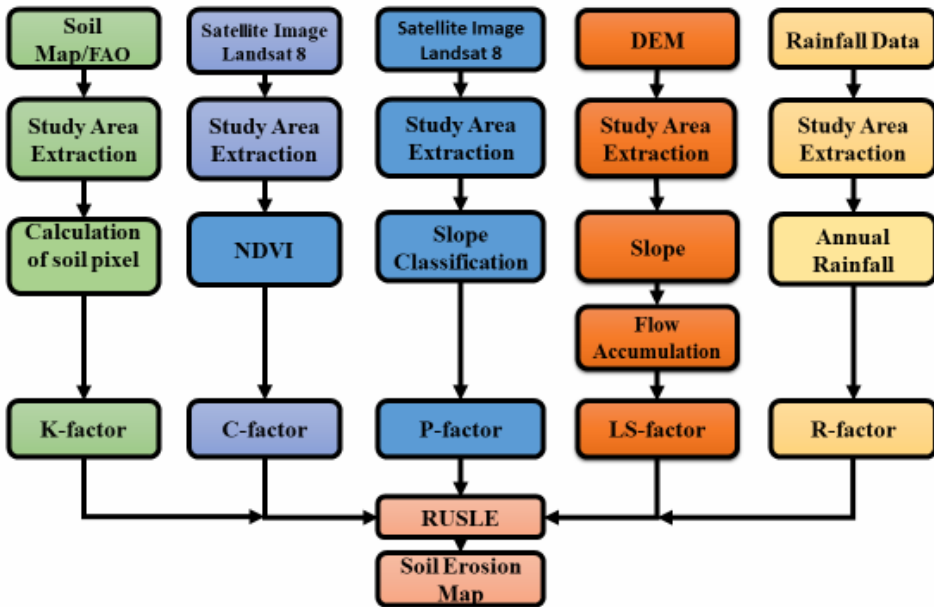 Soil
Map/FAO
Satellite Image
Landsat 8
Satellite Image
Landsat 8
DEM
Rainfall Data
Study Area
Extraction
Study Area
Extraction
Study Area
Extraction
Study Area
Extraction
Study Area
Extraction
Calculation
of soil pixel
NDVI
Slope
Classification
Slope
Annual
Rainfall
Flow
Accumulation
K-factor
C-factor
P-factor
LS-factor
R-factor
RUSLE
Soil Erosion
Map